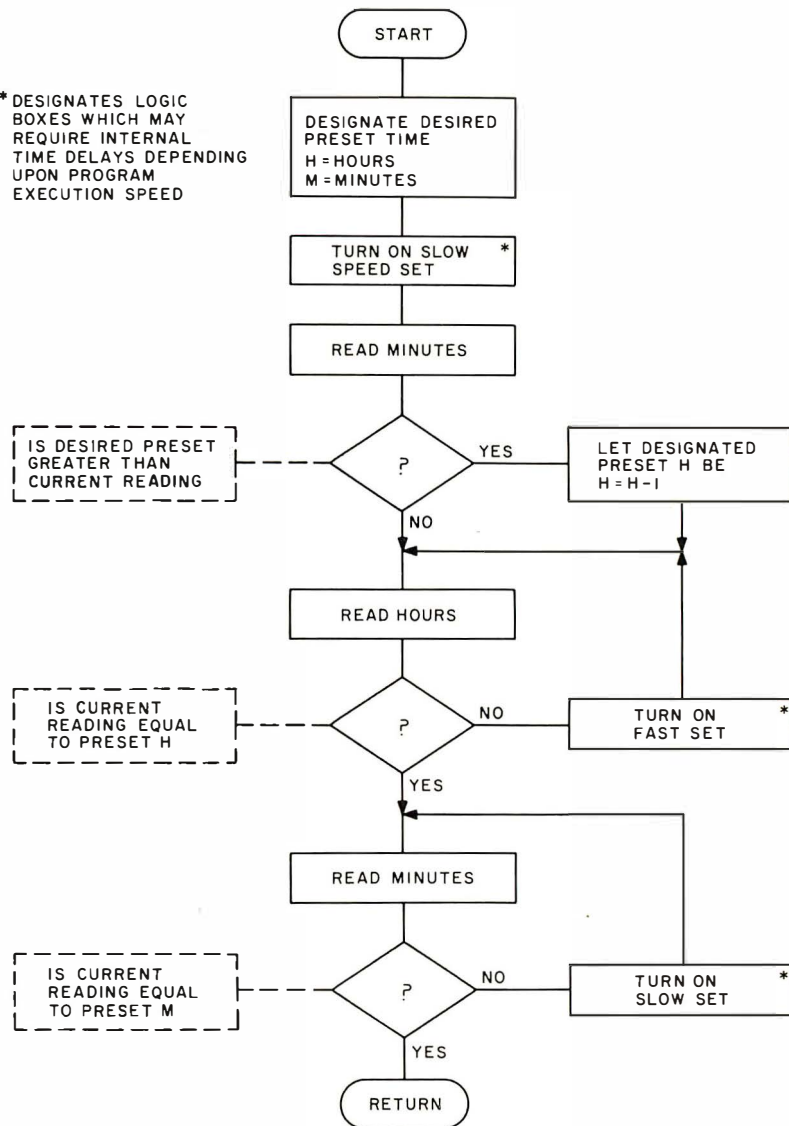 START
* DESIGNATES LOGIC
BOXES WHICH MAY
REQUIRE INTERNAL
TIME DELAYS DEPENDING
UPON PROGRAM
EXECUTION SPEED
DESIGNATE DESIRED
PRESET TIME
H = HOURS
M = MINUTES
TURN ON SLOW *
SPEED SET
READ MINUTES
IS DESIRED PRESET
GREATER THAN
CURRENT READING
?
YES
LET DESIGNATED
PRESET H BE
H = H-1
NO
READ HOURS
IS CURRENT
READING EQUAL
TO PRESET H
?
NO
TURN ON *
FAST SET
YES
READ MINUTES
IS CURRENT
READING EQUAL
TO PRESET M
?
NO
TURN ON *
SLOW SET
YES
RETURN